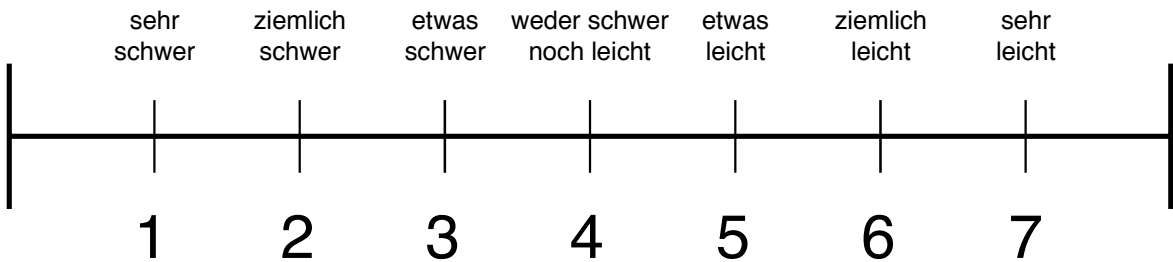 sehr ziemlich etwas weder schwer etwas ziemlich sehr
schwer schwer schwer noch leicht leicht leicht leicht
1 2 3 4 5 6 7